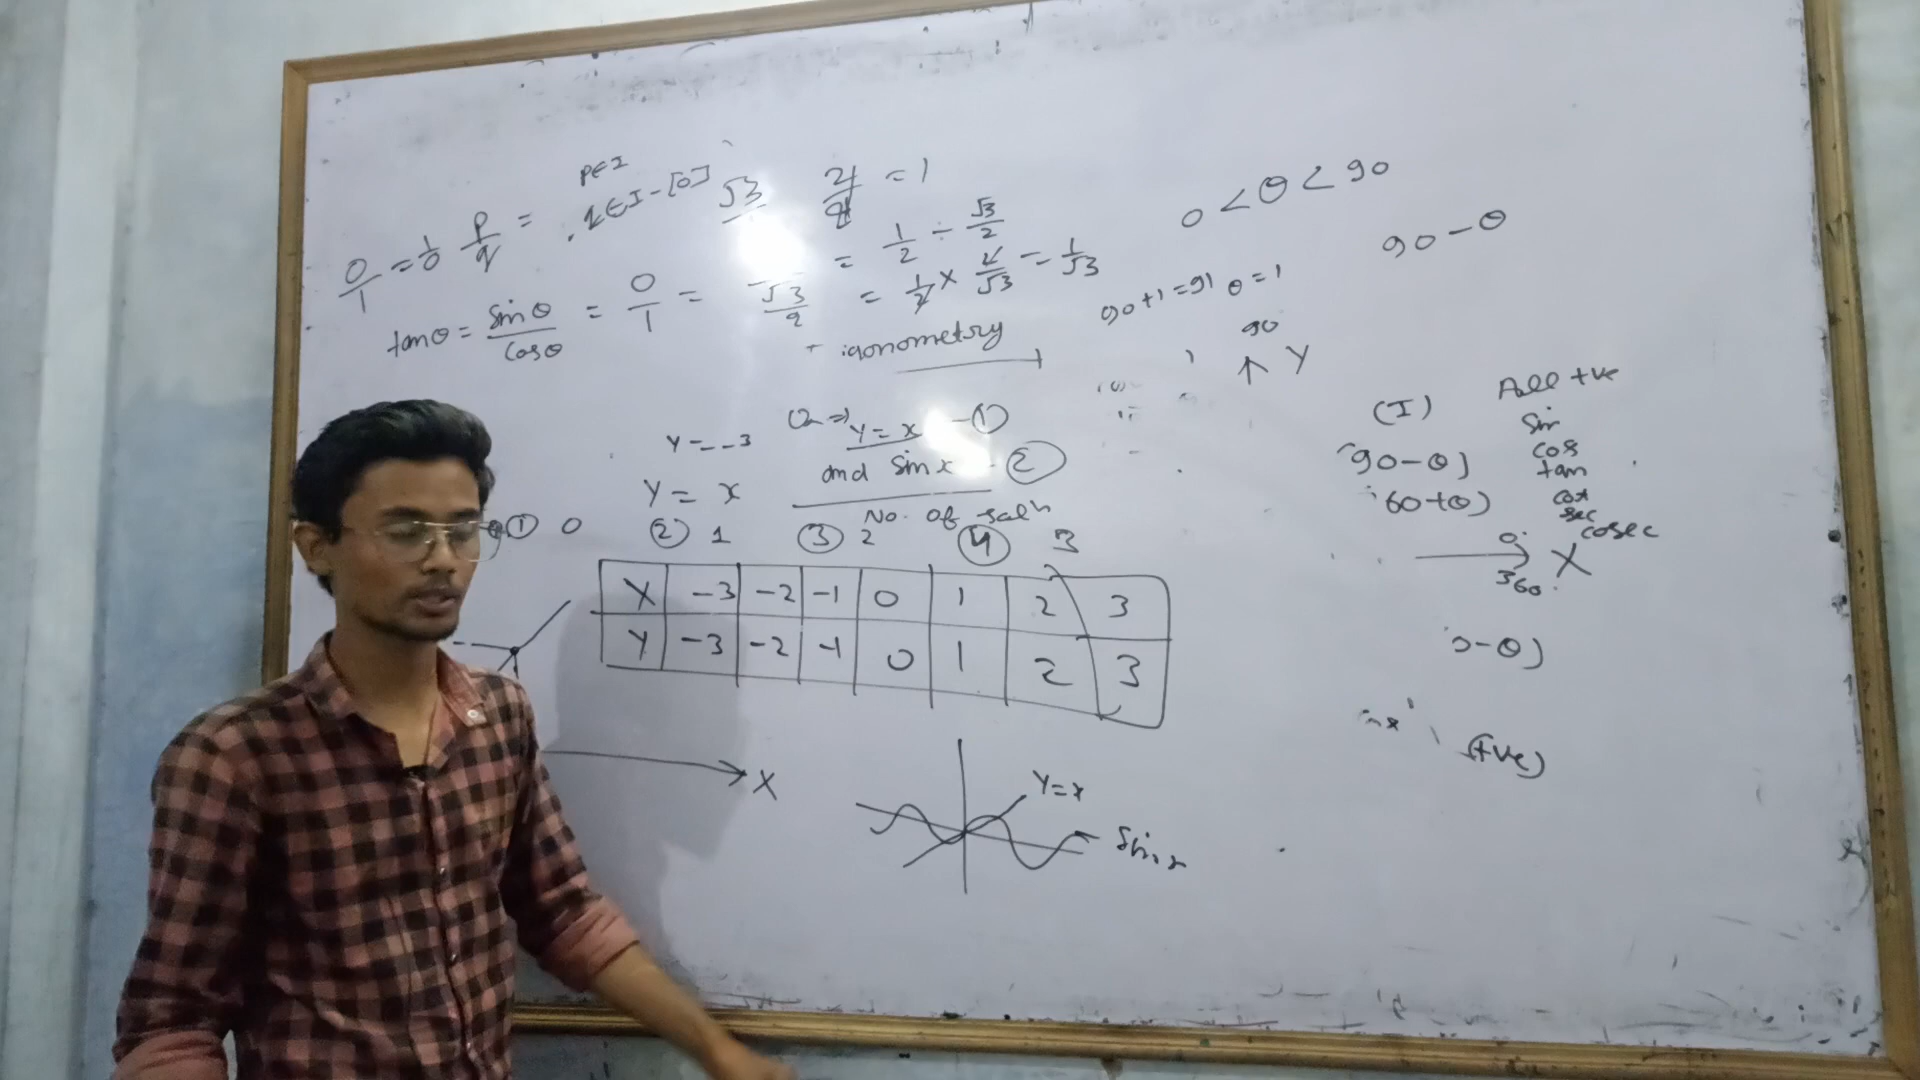 p∈I
0/1 = 1/0 p/q = q∈I-[0] √3 2/2 = 1
= 1/2 ÷ √3/2
tanθ = sinθ/cosθ = 0/1 = √3/2 = 1/2 × 2/√3 = 1/√3
igonometry
0 < θ < 90
90-θ
90+1=91 θ=1
90
Y
(I) All +ve
sin
cos
tan
cot
sec
cosec
90-θ)
60+θ)
0
360
X
-θ)
(+ve)
Y = -3
Y = x
Qn ⇒ Y = x -①
and sin x - ②
No. of solⁿ
① 0 ② 1 ③ 2 ④ 3
X -3 -2 -1 0 1 2 3
Y -3 -2 -1 0 1 2 3
X
Y=x
Sin x